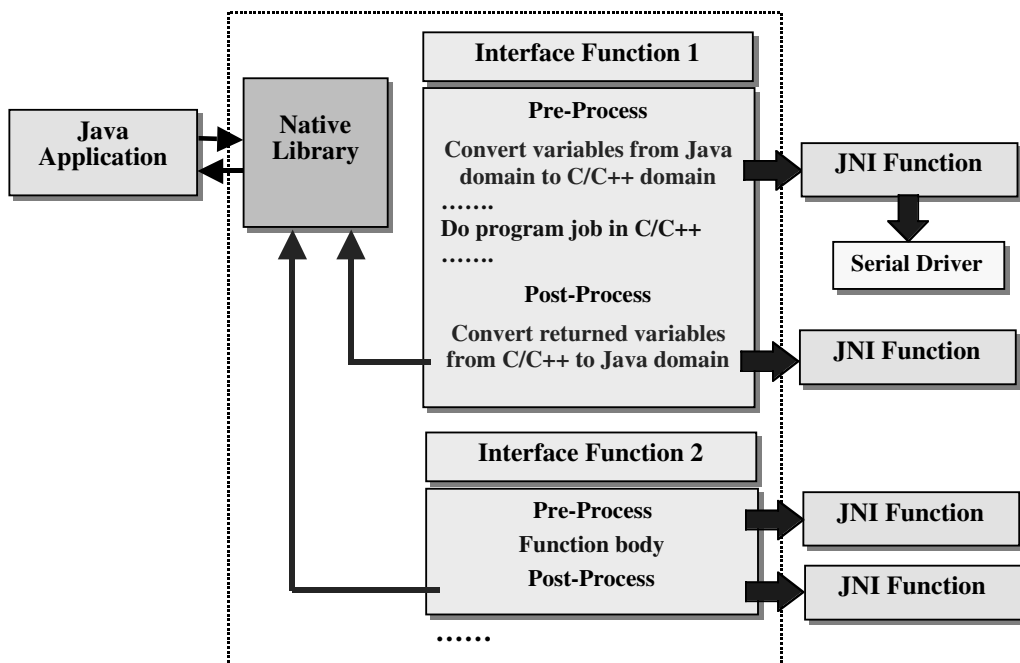 Interface Function 1
Java
Application
Native
Library
Pre-Process
Convert variables from Java
domain to C/C++ domain
.......
Do program job in C/C++
.......
Post-Process
Convert returned variables
from C/C++ to Java domain
JNI Function
Serial Driver
JNI Function
Interface Function 2
Pre-Process
Function body
Post-Process
JNI Function
JNI Function
......